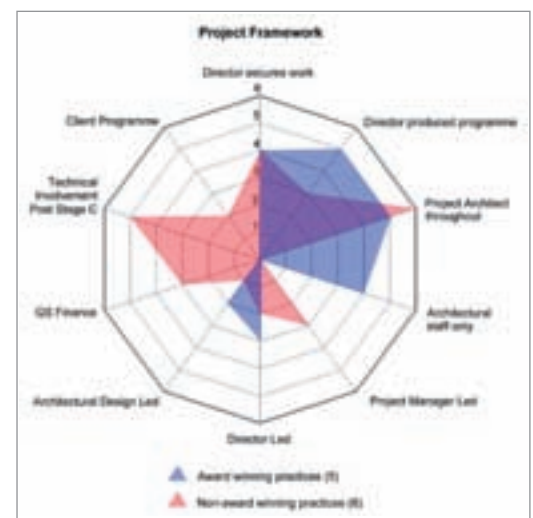 Project Framework
Director secures work
6
5
4
2
1
Client Programme
Director produced programme
Technical
Involvement
Post Stage C
Project Architect
throughout
QS Finance
Architectural
staff only
Architectural Design Led
Project Manager Led
Director Led
Award winning practices (5)
Non-award winning practices (6)